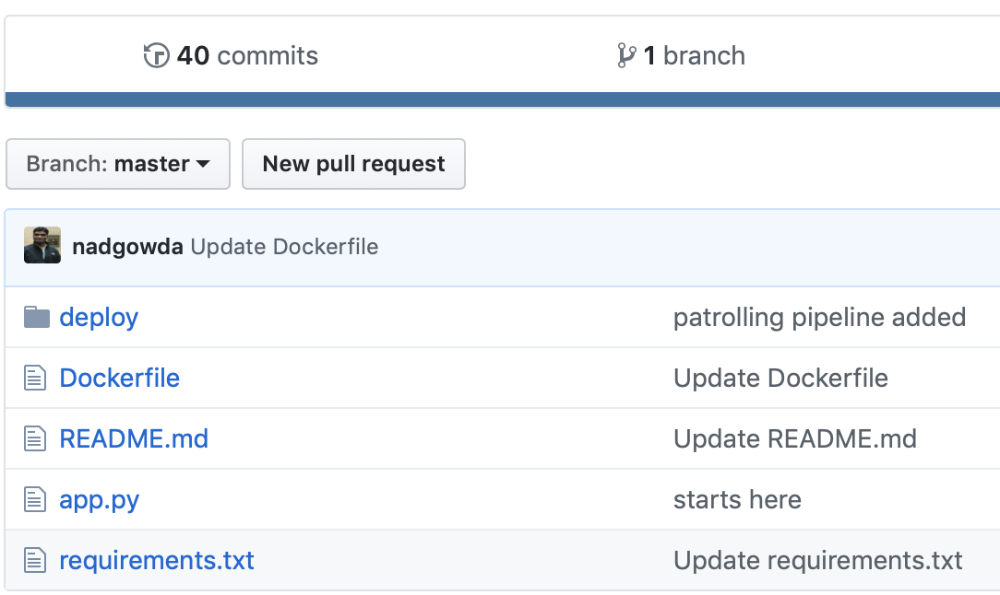 40 commits 1 branch
Branch: master New pull request
nadgowda Update Dockerfile
deploy patrolling pipeline added
Dockerfile Update Dockerfile
README.md Update README.md
app.py starts here
requirements.txt Update requirements.txt